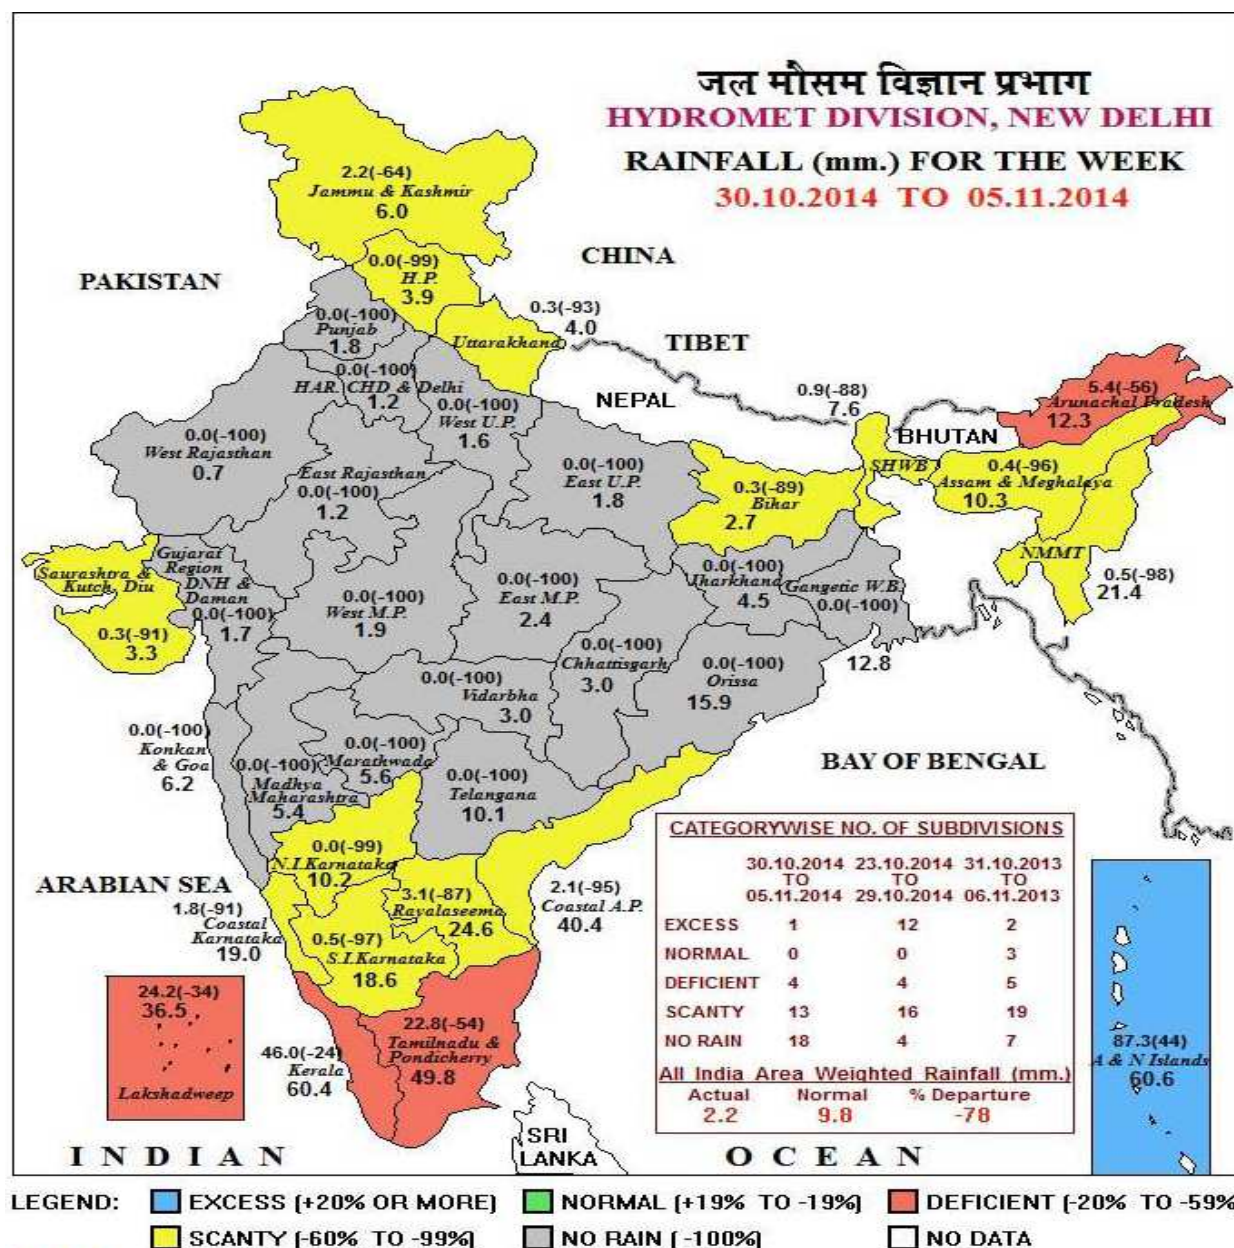 जल मौसम विज्ञान प्रभाग
HYDROMET DIVISION, NEW DELHI
RAINFALL (mm.) FOR THE WEEK
30.10.2014 TO 05.11.2014
2.2(-64)
Jammu & Kashmir
6.0
CHINA
PAKISTAN
0.0(-99)
H.P.
3.9
0.3(-93)
4.0
Uttarakhand
TIBET
NEPAL
0.0(-100)
Punjab
1.8
0.0(-100)
HAR. CHD & Delhi
1.2
0.0(-100)
West U.P.
1.6
0.9(-88)
7.6
SHWB
BHUTAN
5.4(-56)
Arunachal Pradesh
12.3
0.0(-100)
West Rajasthan
0.7
East Rajasthan
0.0(-100)
1.2
0.0(-100)
East U.P.
1.8
0.3(-89)
Bihar
2.7
0.4(-96)
Assam & Meghalaya
10.3
NMMT
0.5(-98)
21.4
Saurashtra &
Kutch, Diu
0.3(-91)
3.3
Gujarat
Region
DNH &
Daman
0.0(-100)
1.7
0.0(-100)
West M.P.
1.9
0.0(-100)
East M.P.
2.4
0.0(-100)
Jharkhand
4.5
Gangetic W.B.
0.0(-100)
12.8
0.0(-100)
Chhattisgarh
3.0
0.0(-100)
Orissa
15.9
0.0(-100)
Vidarbha
3.0
0.0(-100)
Konkan
& Goa
6.2
0.0(-100)
Madhya
Maharashtra
5.4
0.0(-100)
Marathwada
5.6
0.0(-100)
Telangana
10.1
BAY OF BENGAL
ARABIAN SEA
0.0(-99)
N.I.Karnataka
10.2
3.1(-87)
Rayalaseema
24.6
2.1(-95)
Coastal A.P.
40.4
1.8(-91)
Coastal
Karnataka
19.0
0.5(-97)
S.I.Karnataka
18.6
24.2(-34)
36.5
Lakshadweep
46.0(-24)
Kerala
60.4
22.8(-54)
Tamilnadu &
Pondicherry
49.8
87.3(44)
A & N Islands
60.6
CATEGORYWISE NO. OF SUBDIVISIONS
30.10.2014 23.10.2014 31.10.2013
TO TO TO
05.11.2014 29.10.2014 06.11.2013
EXCESS 1 12 2
NORMAL 0 0 3
DEFICIENT 4 4 5
SCANTY 13 16 19
NO RAIN 18 4 7
All India Area Weighted Rainfall (mm.)
Actual Normal % Departure
2.2 9.8 -78
SRI
LANKA
INDIAN OCEAN
LEGEND: EXCESS (+20% OR MORE) NORMAL (+19% TO -19%) DEFICIENT (-20% TO -59%
SCANTY (-60% TO -99%) NO RAIN (-100%) NO DATA